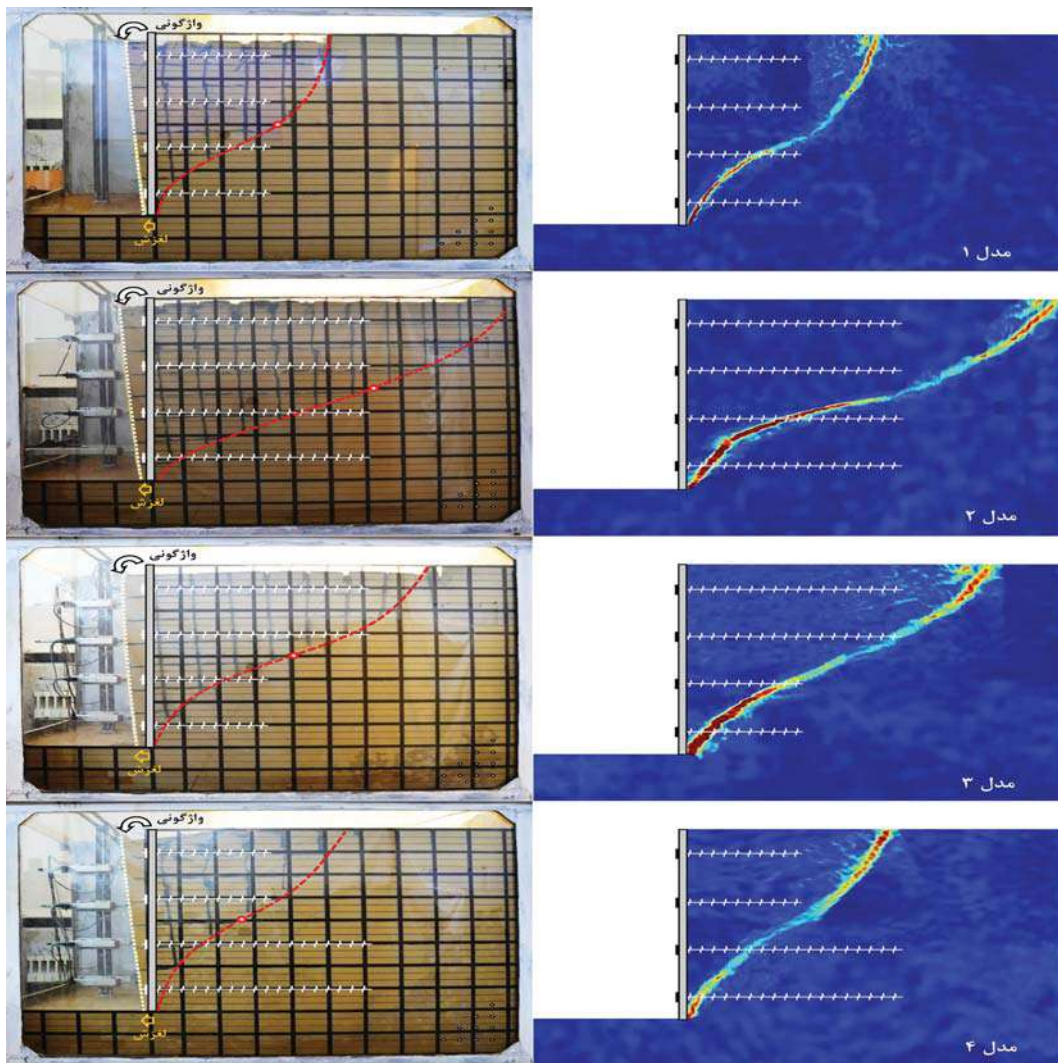 واژگونی
لغزش
مدل ۱
واژگونی
لغزش
مدل ۲
واژگونی
لغزش
مدل ۳
واژگونی
لغزش
مدل ۴